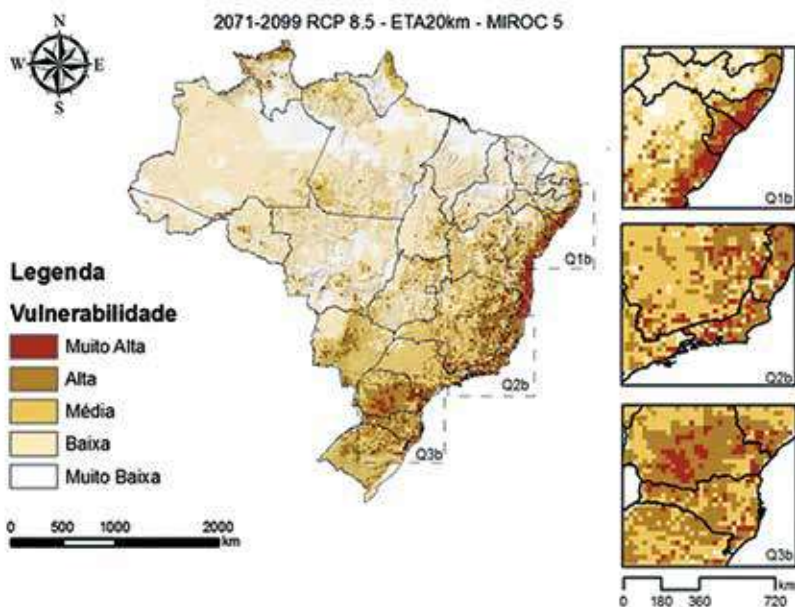 2071-2099 RCP 8.5 - ETA20km - MIROC 5
N
W E
S
Q1b
Q2b
Q3b
Legenda
Vulnerabilidade
Muito Alta
Alta
Média
Baixa
Muito Baixa
0 500 1000 2000
km
Q1b
Q2b
Q3b
km
0 180 360 720